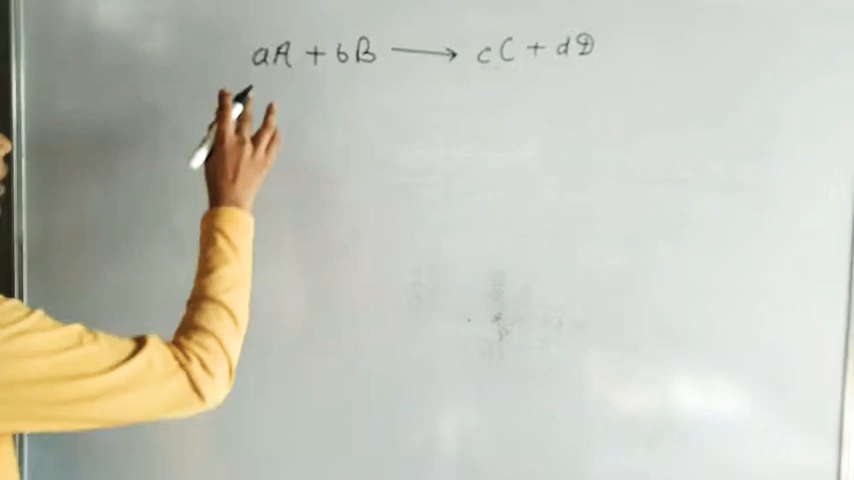 aA + bB ⟶ cC + dD